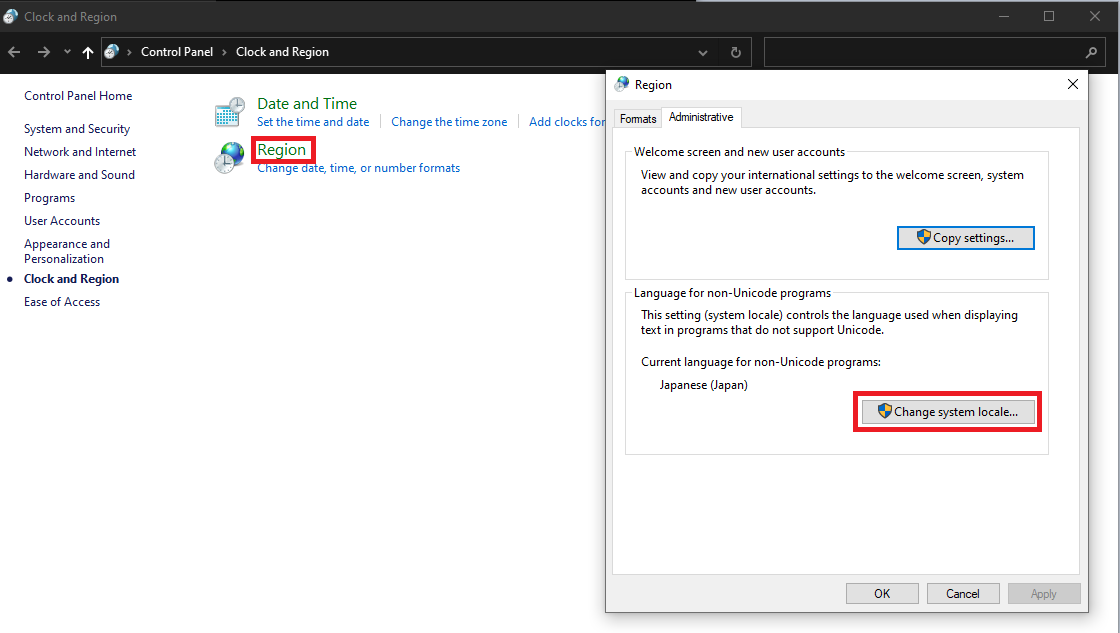 Clock and Region
Control Panel > Clock and Region
Control Panel Home
System and Security
Network and Internet
Hardware and Sound
Programs
User Accounts
Appearance and
Personalization
Clock and Region
Ease of Access
Date and Time
Set the time and date
Change the time zone
Add clocks for
Region
Change date, time, or number formats
Region
Formats
Administrative
Welcome screen and new user accounts
View and copy your international settings to the welcome screen, system
accounts and new user accounts.
Copy settings...
Language for non-Unicode programs
This setting (system locale) controls the language used when displaying
text in programs that do not support Unicode.
Current language for non-Unicode programs:
Japanese (Japan)
Change system locale...
OK
Cancel
Apply